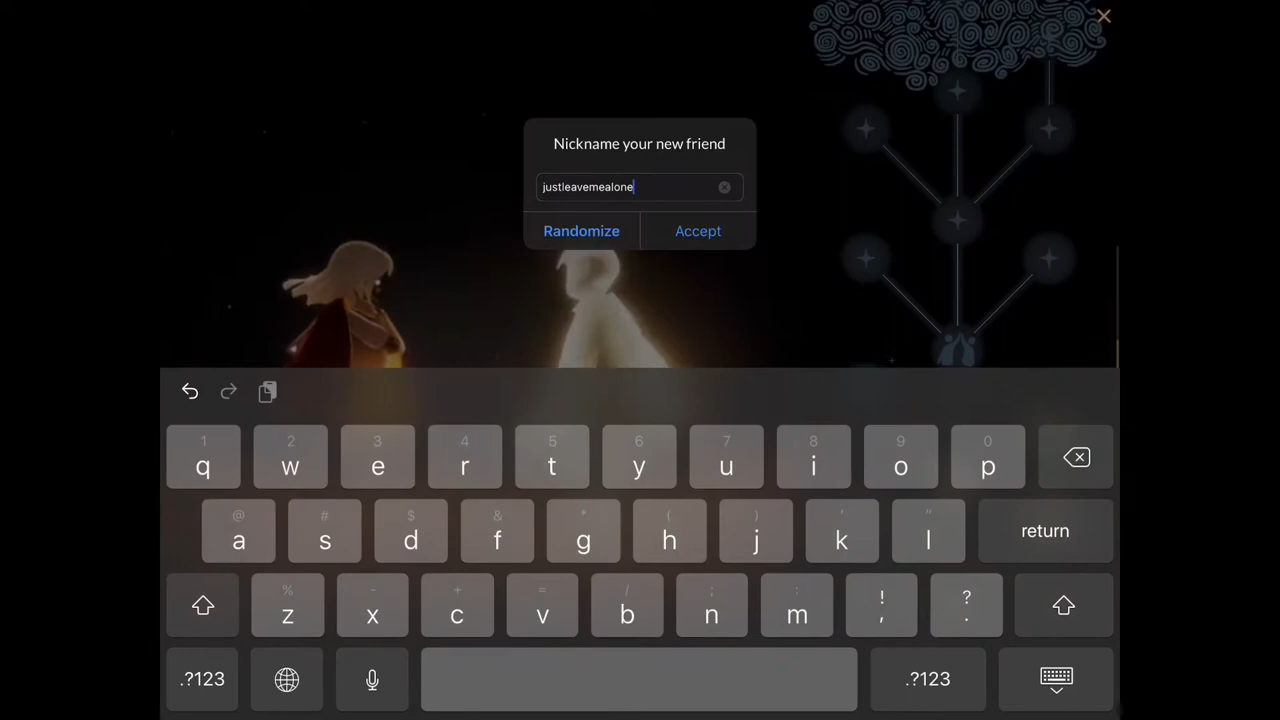 Nickname your new friend
justleavemealone
Randomize Accept
1 2 3 4 5 6 7 8 9 0
q w e r t y u i o p
@ # $ & * ( ) ' "
a s d f g h j k l return
% - + = / ; : ! ?
z x c v b n m , .
.?123 .?123